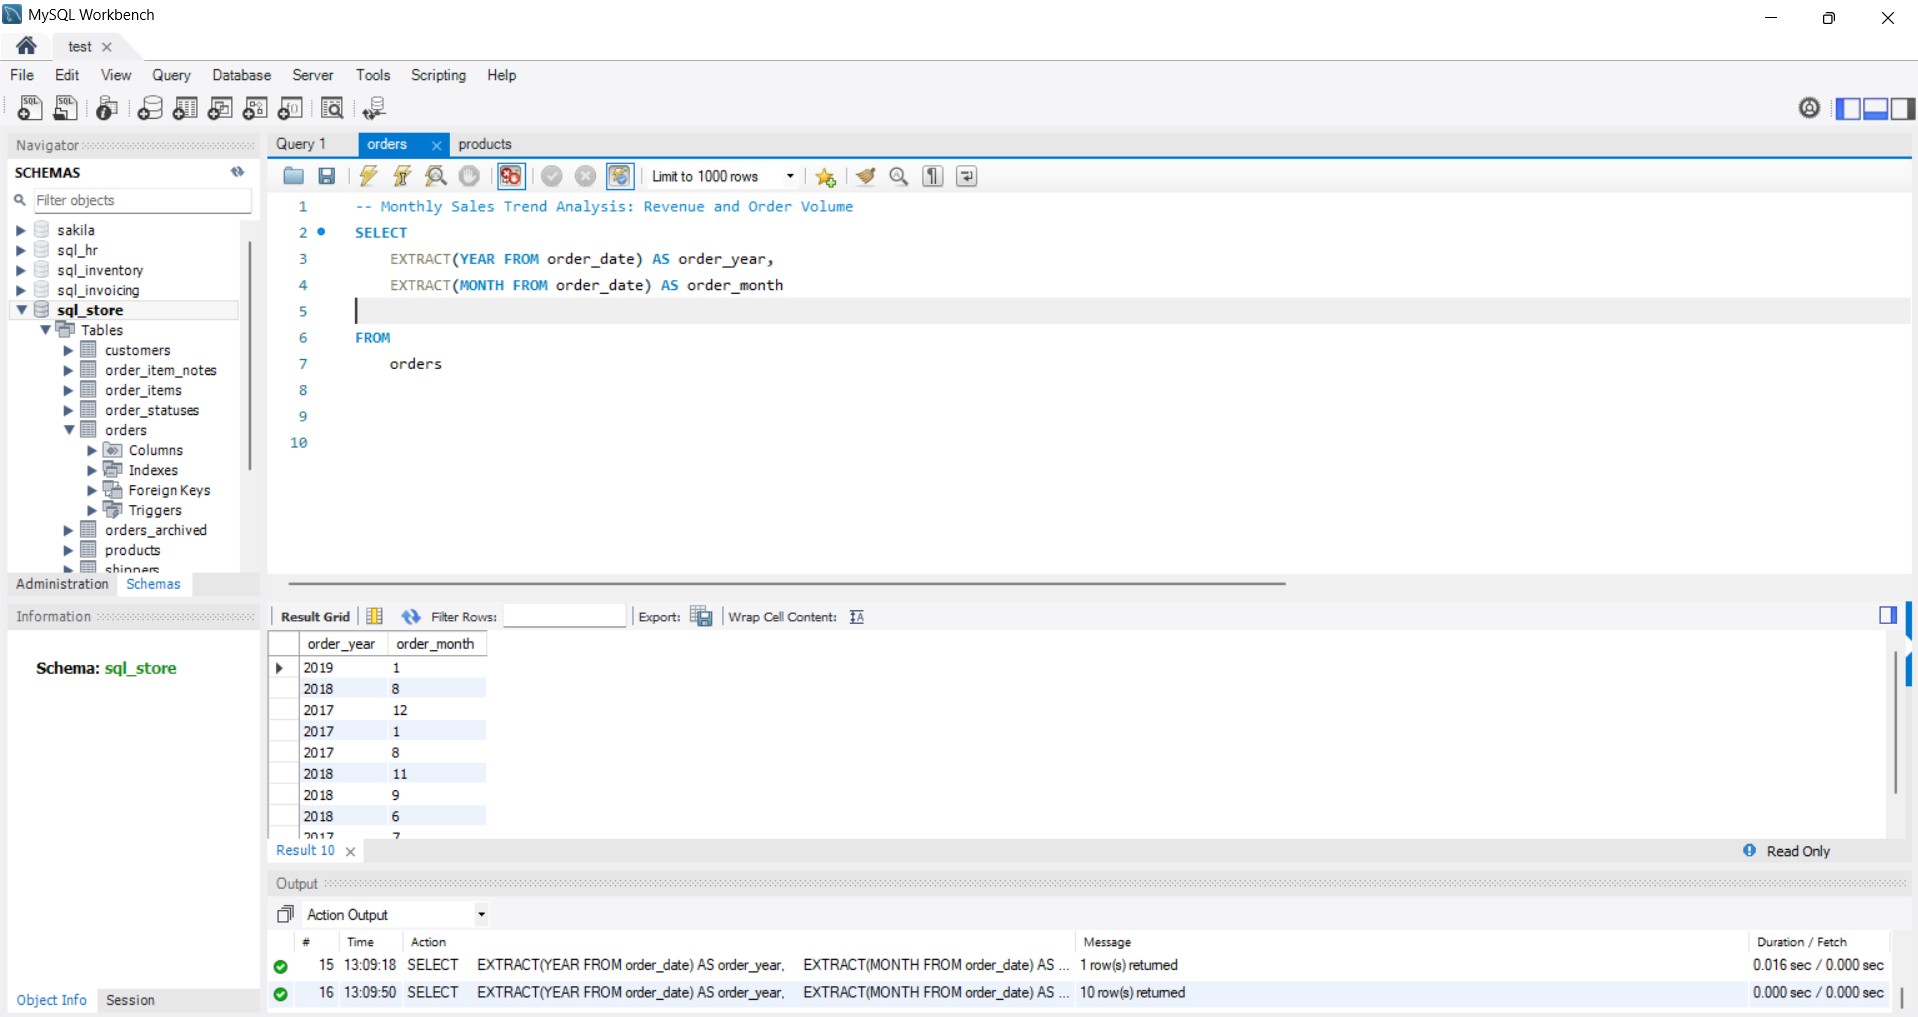 MySQL Workbench
test
File Edit View Query Database Server Tools Scripting Help
Navigator
SCHEMAS
Filter objects
sakila
sql_hr
sql_inventory
sql_invoicing
sql_store
Tables
customers
order_item_notes
order_items
order_statuses
orders
Columns
Indexes
Foreign Keys
Triggers
orders_archived
products
shippers
Administration Schemas
Information
Schema: sql_store
Object Info Session
Query 1 orders products
Limit to 1000 rows
1 -- Monthly Sales Trend Analysis: Revenue and Order Volume
2 SELECT
3 EXTRACT(YEAR FROM order_date) AS order_year,
4 EXTRACT(MONTH FROM order_date) AS order_month
5
6 FROM
7 orders
8
9
10
Result Grid Filter Rows: Export: Wrap Cell Content:
order_year order_month
2019 1
2018 8
2017 12
2017 1
2017 8
2018 11
2018 9
2018 6
2017 7
Result 10 Read Only
Output
Action Output
# Time Action Message Duration / Fetch
15 13:09:18 SELECT EXTRACT(YEAR FROM order_date) AS order_year, EXTRACT(MONTH FROM order_date) AS ... 1 row(s) returned 0.016 sec / 0.000 sec
16 13:09:50 SELECT EXTRACT(YEAR FROM order_date) AS order_year, EXTRACT(MONTH FROM order_date) AS ... 10 row(s) returned 0.000 sec / 0.000 sec